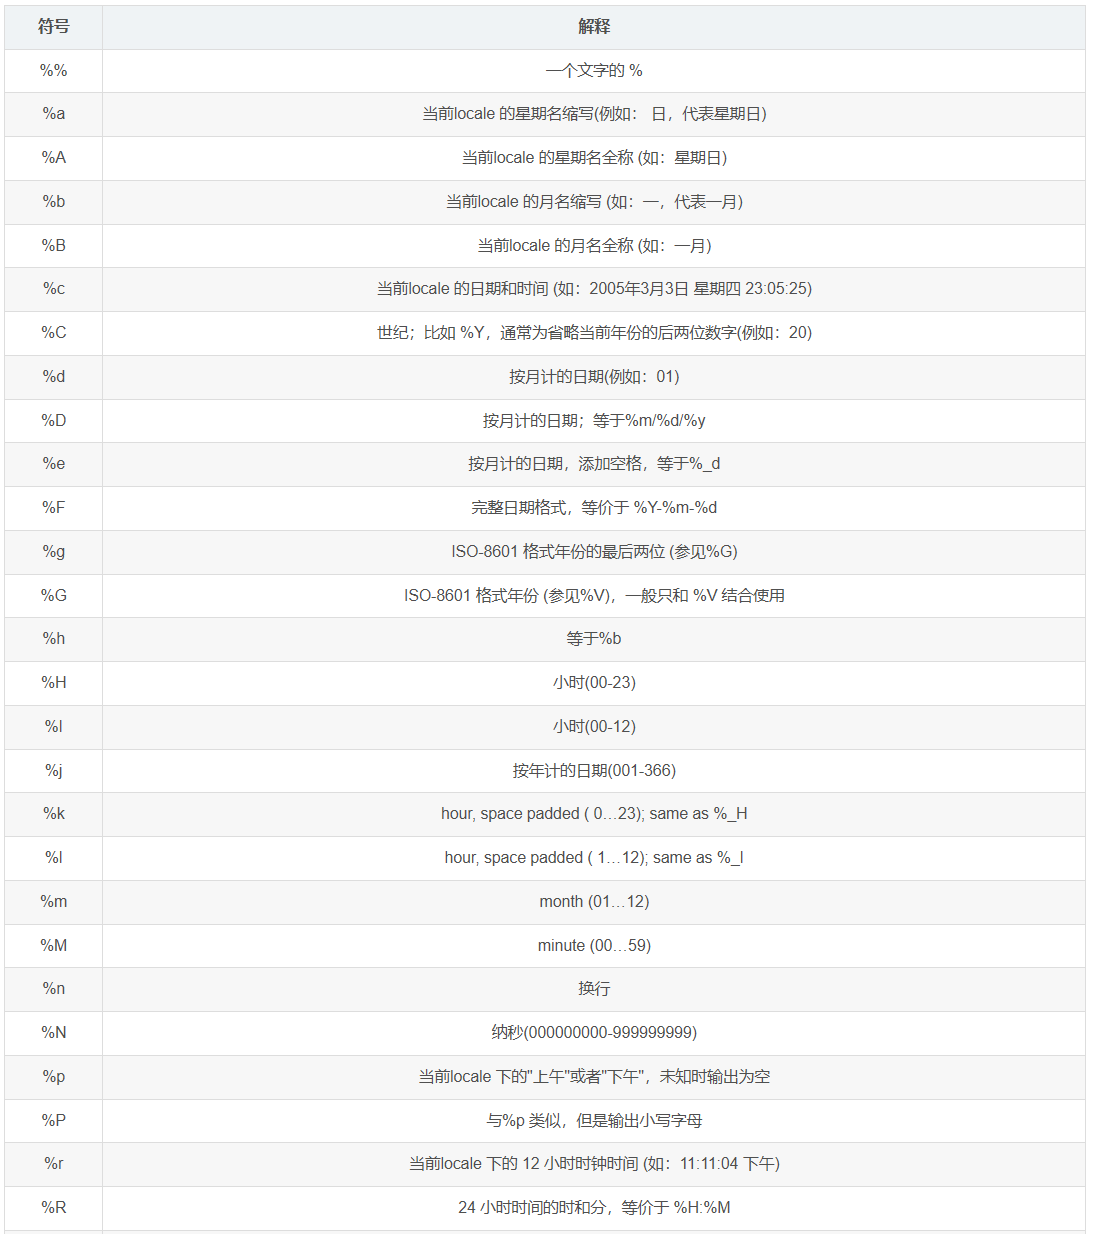 符号 解释
%% 一个文字的 %
%a 当前locale 的星期名缩写(例如： 日，代表星期日)
%A 当前locale 的星期名全称 (如：星期日)
%b 当前locale 的月名缩写 (如：一，代表一月)
%B 当前locale 的月名全称 (如：一月)
%c 当前locale 的日期和时间 (如：2005年3月3日 星期四 23:05:25)
%C 世纪；比如 %Y，通常为省略当前年份的后两位数字(例如：20)
%d 按月计的日期(例如：01)
%D 按月计的日期；等于%m/%d/%y
%e 按月计的日期，添加空格，等于%_d
%F 完整日期格式，等价于 %Y-%m-%d
%g ISO-8601 格式年份的最后两位 (参见%G)
%G ISO-8601 格式年份 (参见%V)，一般只和 %V 结合使用
%h 等于%b
%H 小时(00-23)
%I 小时(00-12)
%j 按年计的日期(001-366)
%k hour, space padded ( 0…23); same as %_H
%l hour, space padded ( 1…12); same as %_I
%m month (01…12)
%M minute (00…59)
%n 换行
%N 纳秒(000000000-999999999)
%p 当前locale 下的"上午"或者"下午"，未知时输出为空
%P 与%p 类似，但是输出小写字母
%r 当前locale 下的 12 小时时钟时间 (如：11:11:04 下午)
%R 24 小时时间的时和分，等价于 %H:%M